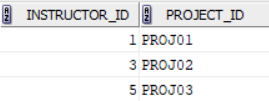 INSTRUCTOR_ID PROJECT_ID
1 PROJ01
3 PROJ02
5 PROJ03